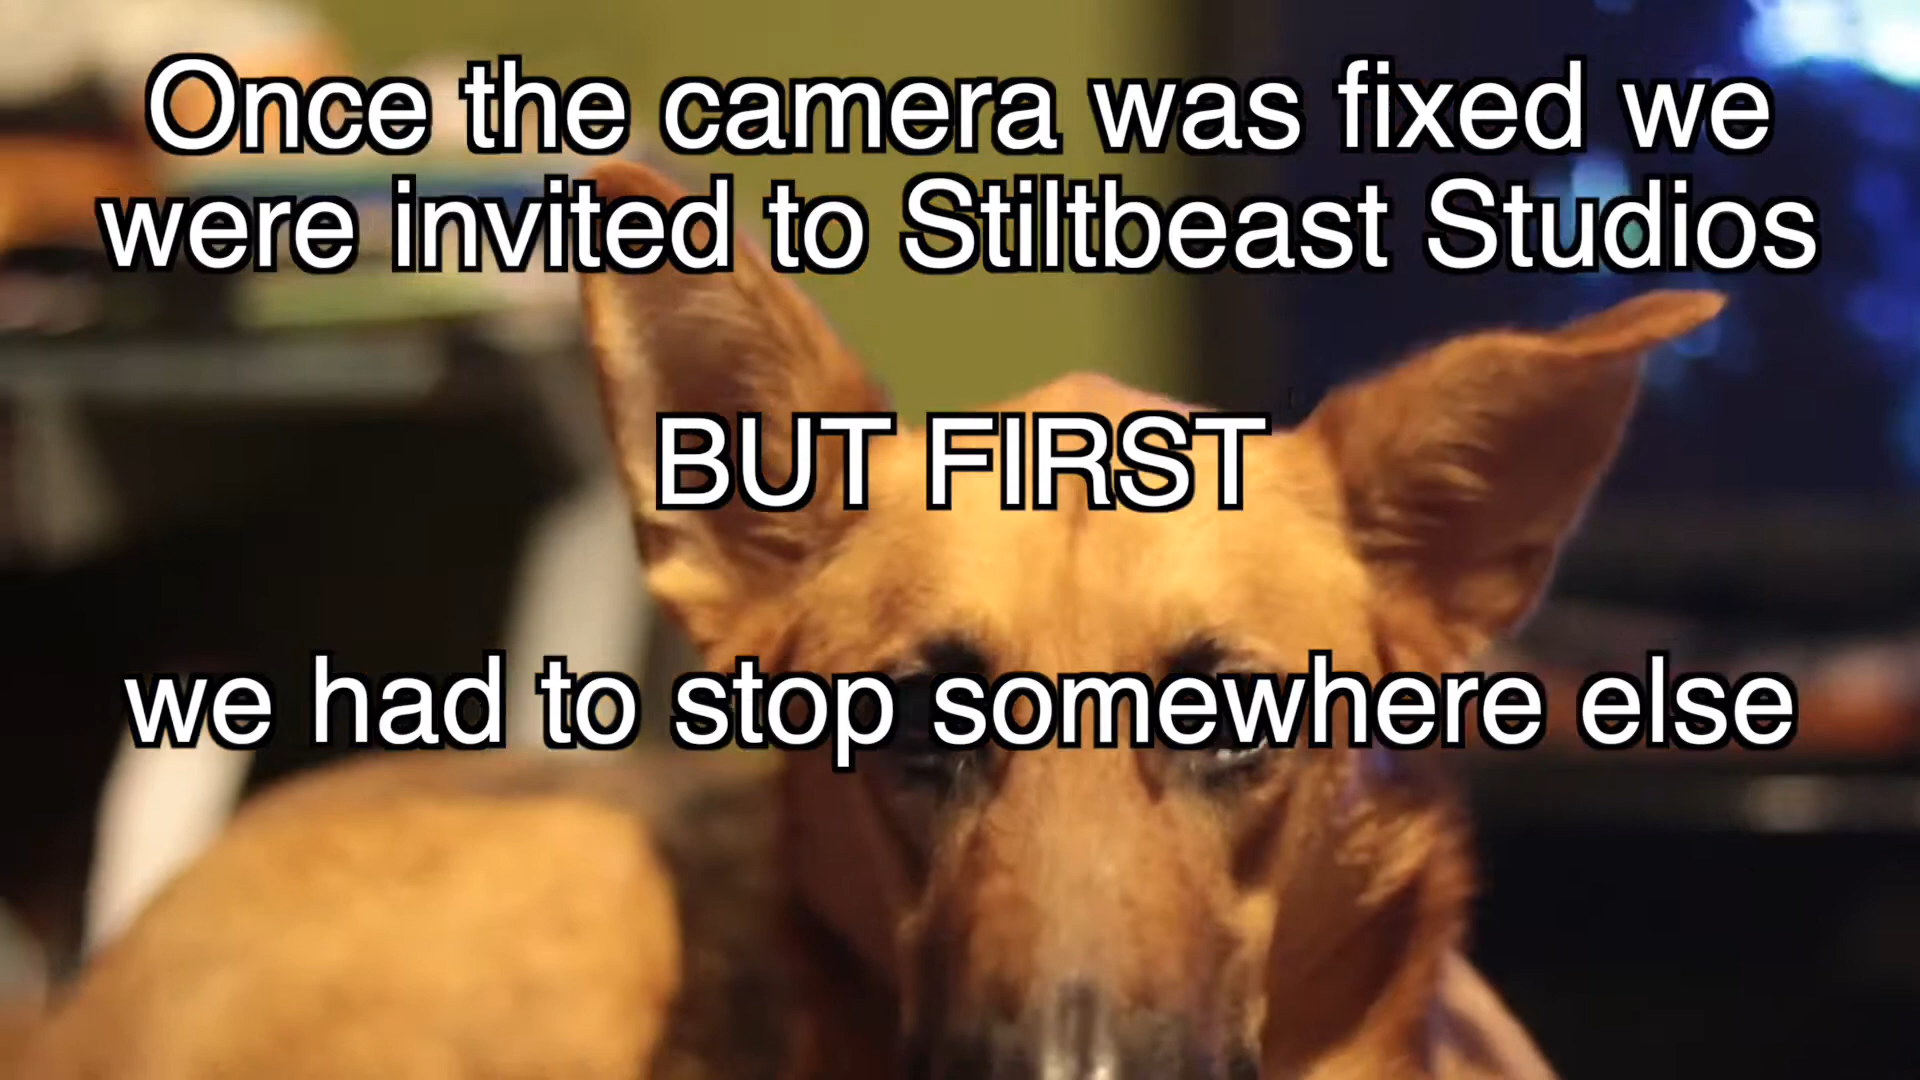 Once the camera was fixed we
were invited to Stiltbeast Studios
BUT FIRST
we had to stop somewhere else